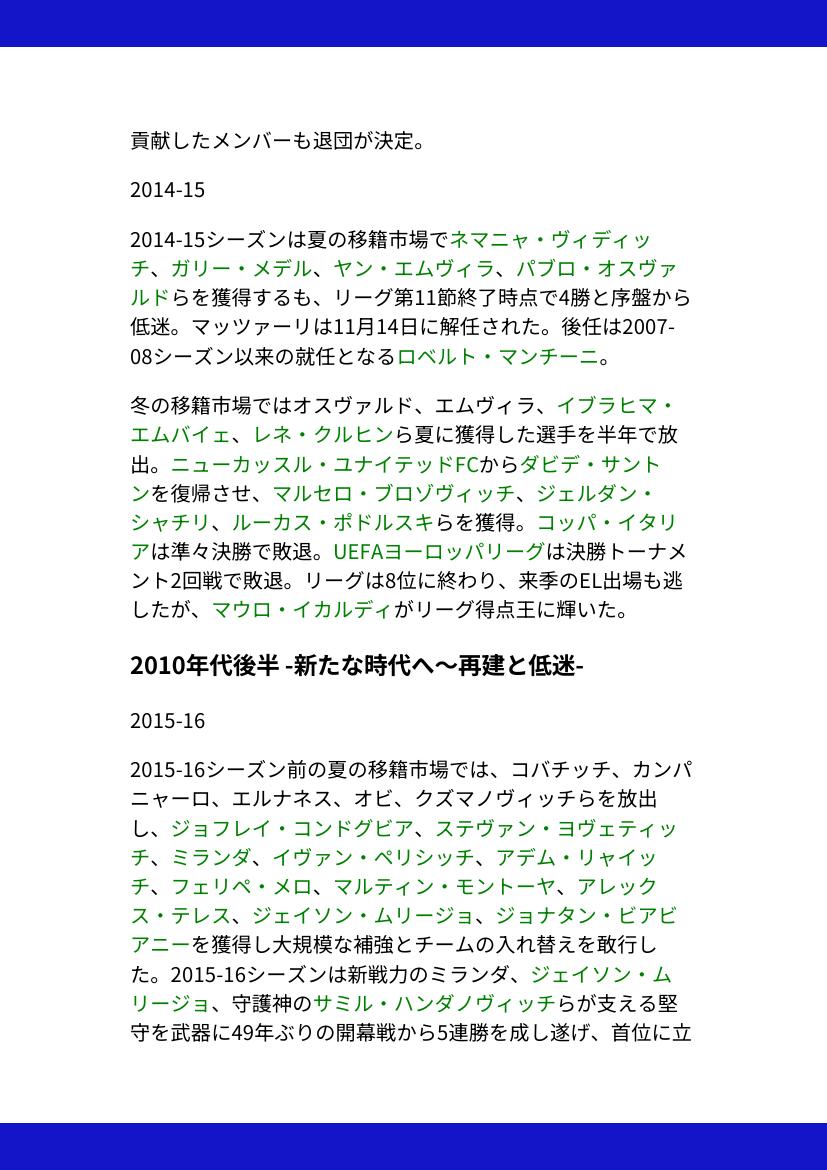 貢献したメンバーも退団が決定。
2014-15
2014-15シーズンは夏の移籍市場でネマニャ・ヴィディッ
チ、ガリー・メデル、ヤン・エムヴィラ、パブロ・オスヴァ
ルドらを獲得するも、リーグ第11節終了時点で4勝と序盤から
低迷。マッツァーリは11月14日に解任された。後任は2007-
08シーズン以来の就任となるロベルト・マンチーニ。
冬の移籍市場ではオスヴァルド、エムヴィラ、イブラヒマ・
エムバイェ、レネ・クルヒンら夏に獲得した選手を半年で放
出。ニューカッスル・ユナイテッドFCからダビデ・サント
ンを復帰させ、マルセロ・ブロゾヴィッチ、ジェルダン・
シャチリ、ルーカス・ポドルスキらを獲得。コッパ・イタリ
アは準々決勝で敗退。UEFAヨーロッパリーグは決勝トーナメ
ント2回戦で敗退。リーグは8位に終わり、来季のEL出場も逃
したが、マウロ・イカルディがリーグ得点王に輝いた。
2010年代後半 -新たな時代へ〜再建と低迷-
2015-16
2015-16シーズン前の夏の移籍市場では、コバチッチ、カンパ
ニャーロ、エルナネス、オビ、クズマノヴィッチらを放出
し、ジョフレイ・コンドグビア、ステヴァン・ヨヴェティッ
チ、ミランダ、イヴァン・ペリシッチ、アデム・リャイッ
チ、フェリペ・メロ、マルティン・モントーヤ、アレック
ス・テレス、ジェイソン・ムリージョ、ジョナタン・ビアビ
アニーを獲得し大規模な補強とチームの入れ替えを敢行し
た。2015-16シーズンは新戦力のミランダ、ジェイソン・ム
リージョ、守護神のサミル・ハンダノヴィッチらが支える堅
守を武器に49年ぶりの開幕戦から5連勝を成し遂げ、首位に立